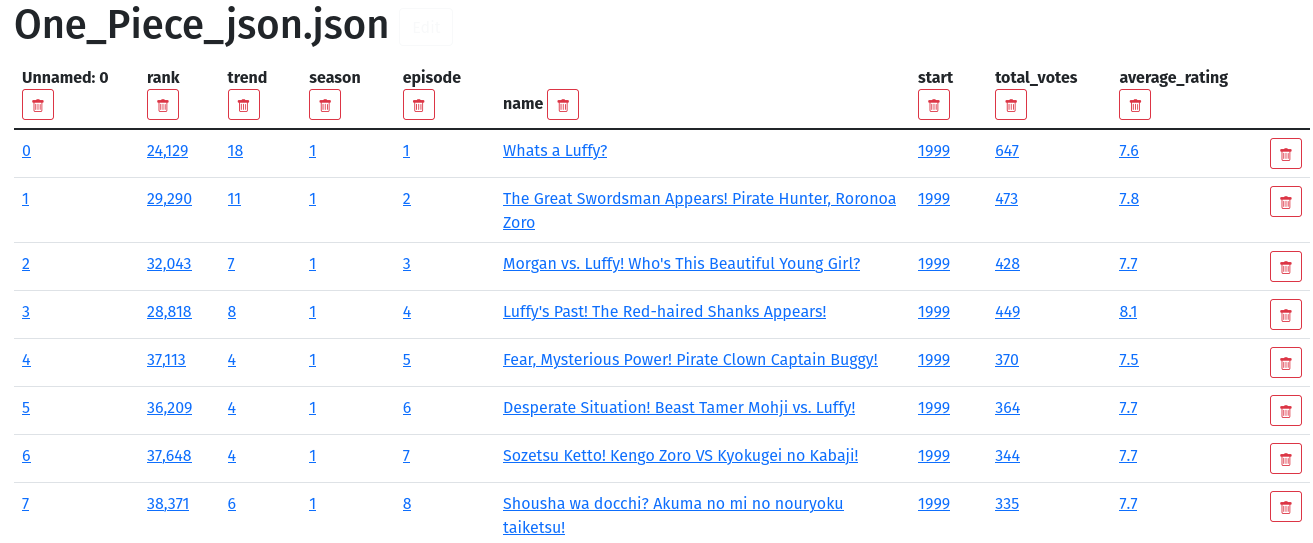 One_Piece_json.json Edit
Unnamed: 0 rank trend season episode name start total_votes average_rating
0 24,129 18 1 1 Whats a Luffy? 1999 647 7.6
1 29,290 11 1 2 The Great Swordsman Appears! Pirate Hunter, Roronoa 1999 473 7.8
Zoro
2 32,043 7 1 3 Morgan vs. Luffy! Who's This Beautiful Young Girl? 1999 428 7.7
3 28,818 8 1 4 Luffy's Past! The Red-haired Shanks Appears! 1999 449 8.1
4 37,113 4 1 5 Fear, Mysterious Power! Pirate Clown Captain Buggy! 1999 370 7.5
5 36,209 4 1 6 Desperate Situation! Beast Tamer Mohji vs. Luffy! 1999 364 7.7
6 37,648 4 1 7 Sozetsu Ketto! Kengo Zoro VS Kyokugei no Kabaji! 1999 344 7.7
7 38,371 6 1 8 Shousha wa docchi? Akuma no mi no nouryoku 1999 335 7.7
taiketsu!